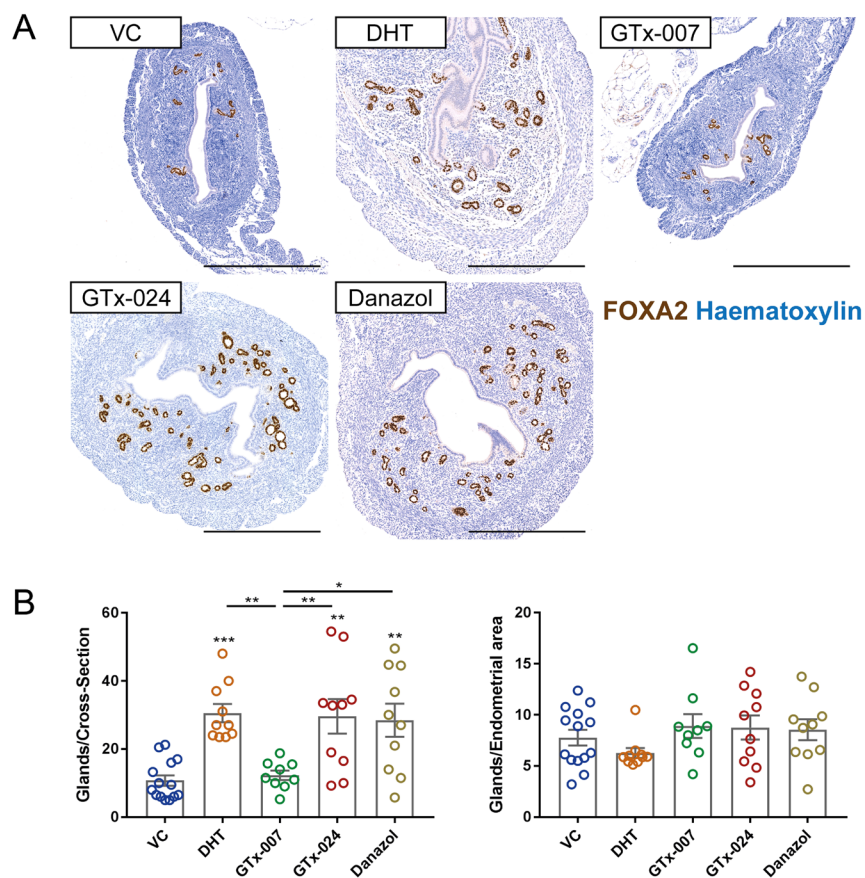 A
VC
DHT
GTx-007
GTx-024
Danazol
FOXA2 Haematoxylin
B
Glands/Cross-Section
60
40
20
0
***
**
**
**
*
**
VC
DHT
GTx-007
GTx-024
Danazol
Glands/Endometrial area
20
15
10
5
0
VC
DHT
GTx-007
GTx-024
Danazol